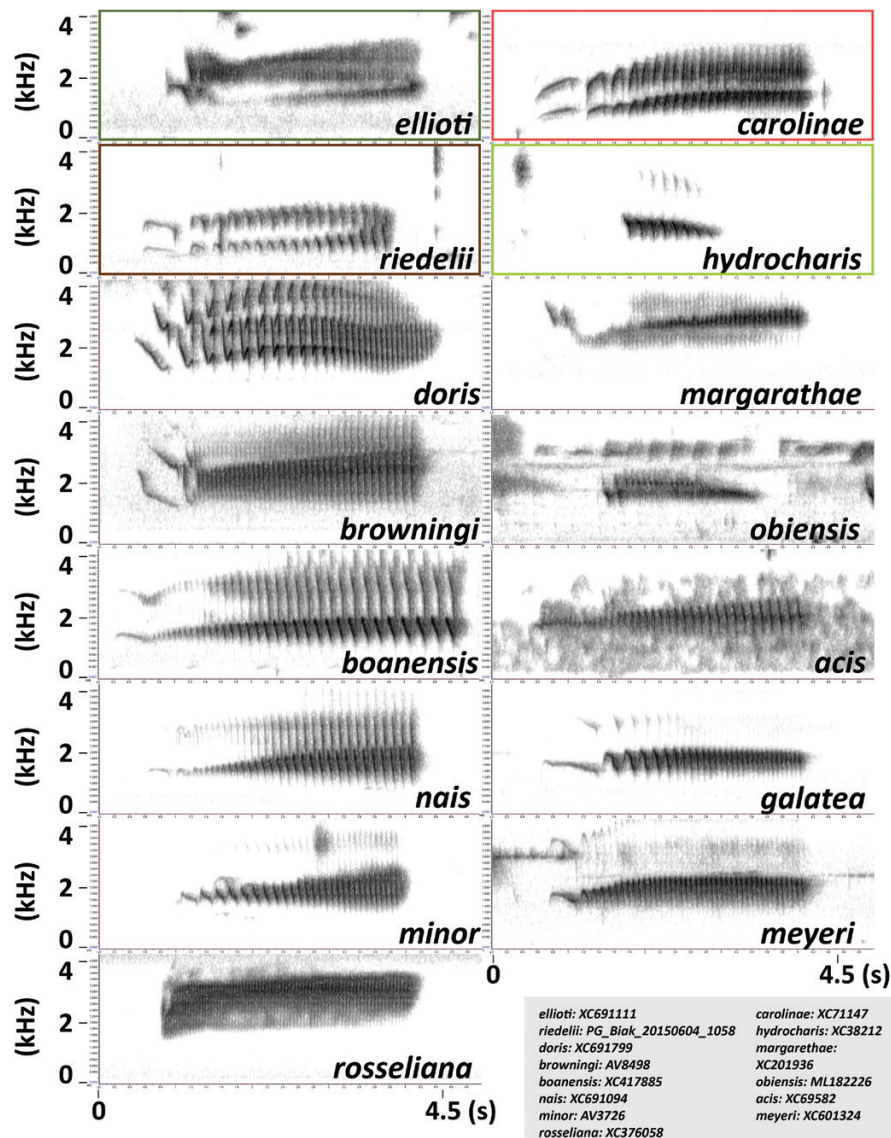 4
2
0
(kHz)
ellioti
carolinae
4
2
0
(kHz)
riedelii
hydrocharis
4
2
0
(kHz)
doris
margarathae
4
2
0
(kHz)
browningi
obiensis
4
2
0
(kHz)
boanensis
acis
4
2
0
(kHz)
nais
galatea
4
2
0
(kHz)
minor
meyeri
0
4.5 (s)
4
2
0
(kHz)
rosseliana
0
4.5 (s)
ellioti: XC691111
riedelii: PG_Biak_20150604_1058
doris: XC691799
browningi: AV8498
boanensis: XC417885
nais: XC691094
minor: AV3726
rosseliana: XC376058
carolinae: XC71147
hydrocharis: XC38212
margarethae:
XC201936
obiensis: ML182226
acis: XC69582
meyeri: XC601324